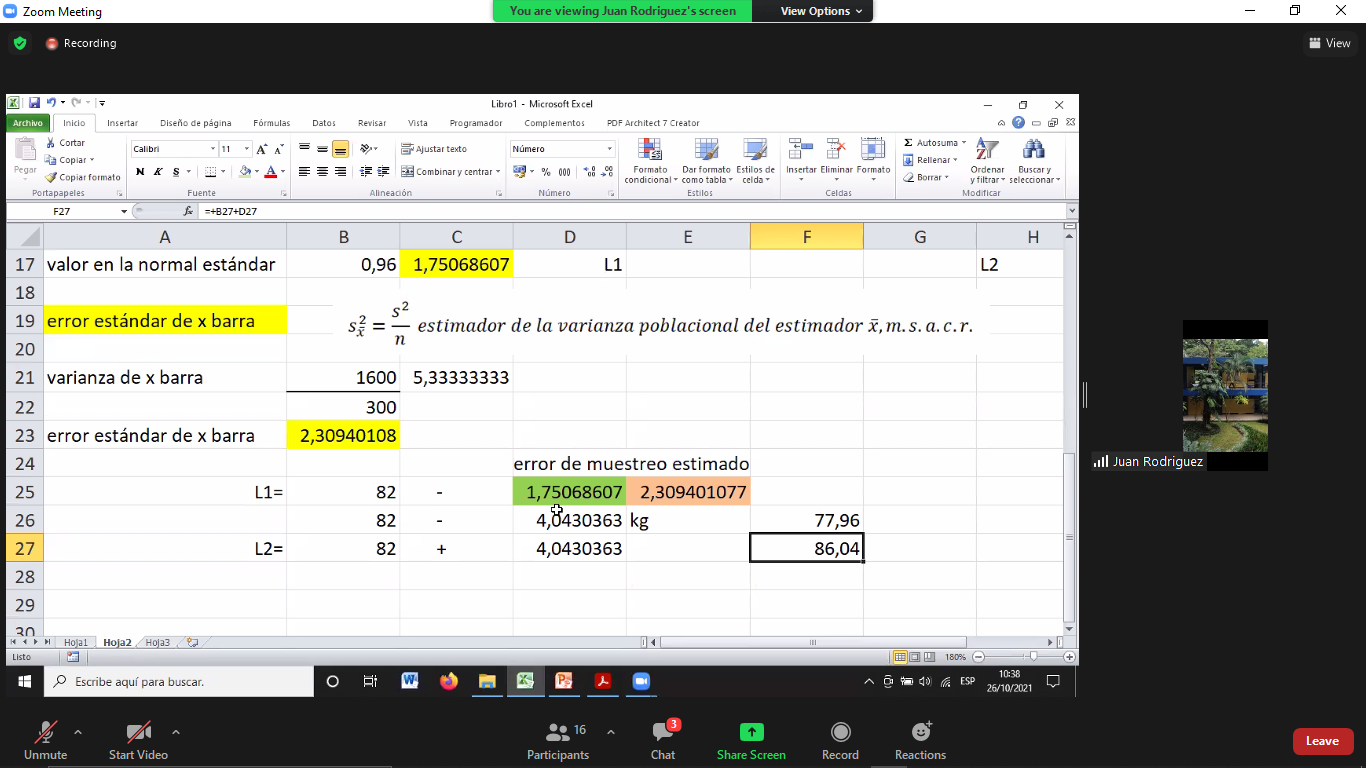 Zoom Meeting
You are viewing Juan Rodriguez's screen
View Options
Recording
View
Libro1 - Microsoft Excel
Archivo Inicio Insertar Diseño de página Fórmulas Datos Revisar Vista Programador Complementos PDF Architect 7 Creator
Pegar
Cortar
Copiar
Copiar formato
Portapapeles
Calibri 11
N K S
Fuente
Ajustar texto
Combinar y centrar
Alineación
Número
% 000
Número
Formato condicional
Dar formato como tabla
Estilos de celda
Estilos
Insertar Eliminar Formato
Celdas
Autosuma
Rellenar
Borrar
Ordenar y filtrar
Buscar y seleccionar
Modificar
F27 fx =+B27+D27
A B C D E F G H
17 valor en la normal estándar 0,96 1,75068607 L1 L2
18
19 error estándar de x barra
s²x̄ = s²/n estimador de la varianza poblacional del estimador x̄, m. s. a. c. r.
20
21 varianza de x barra 1600 5,33333333
22 300
23 error estándar de x barra 2,30940108
24 error de muestreo estimado
25 L1= 82 - 1,75068607 2,309401077
26 82 - 4,0430363 kg 77,96
27 L2= 82 + 4,0430363 86,04
28
29
30
Hoja1 Hoja2 Hoja3
Listo 180%
Escribe aquí para buscar.
ESP
10:38
26/10/2021
Juan Rodriguez
Unmute
Start Video
16
Participants
3
Chat
Share Screen
Record
Reactions
Leave